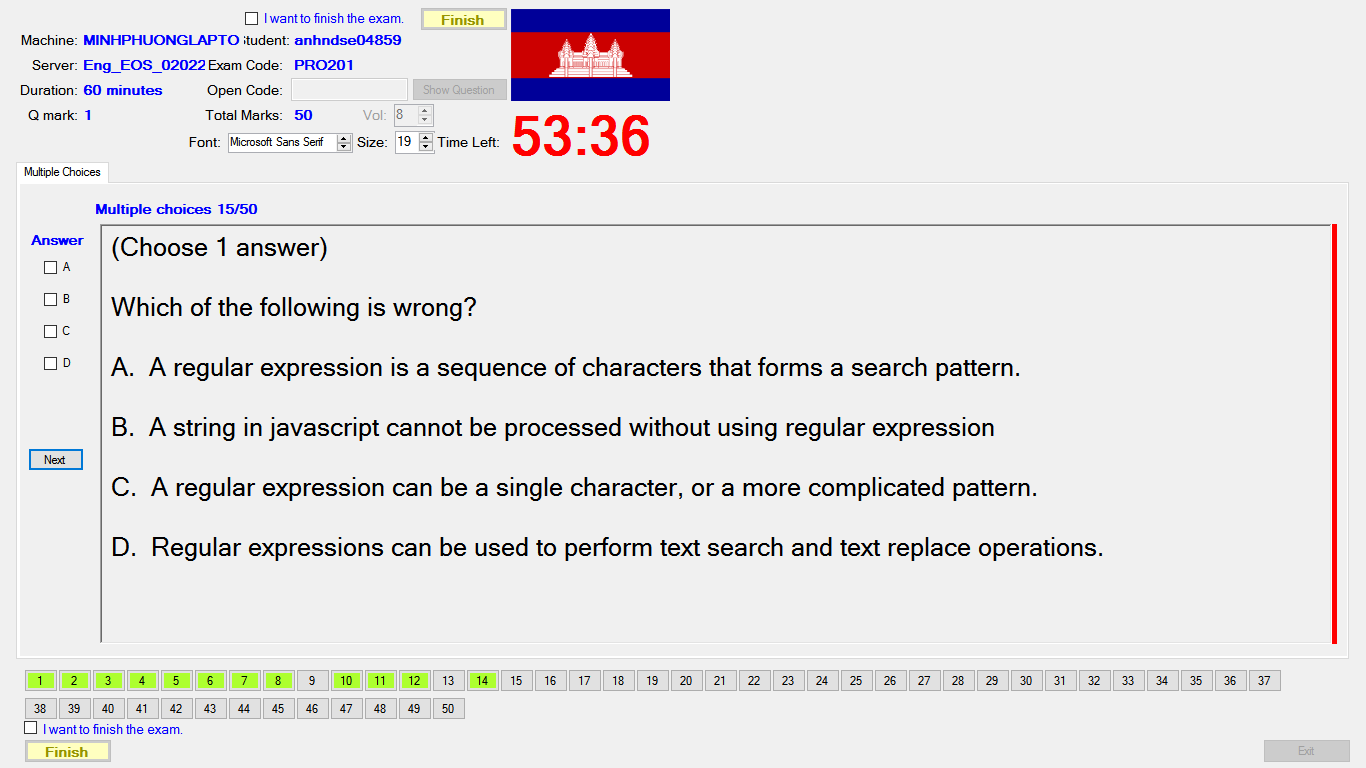 I want to finish the exam. Finish
Machine: MINHPHUONGLAPTO Student: anhndse04859
Server: Eng_EOS_02022 Exam Code: PRO201
Duration: 60 minutes Open Code: Show Question
Q mark: 1 Total Marks: 50 Vol: 8
Font: Microsoft Sans Serif Size: 19 Time Left: 53:36
Multiple Choices
Multiple choices 15/50
Answer
A
B
C
D
Next
(Choose 1 answer)
Which of the following is wrong?
A. A regular expression is a sequence of characters that forms a search pattern.
B. A string in javascript cannot be processed without using regular expression
C. A regular expression can be a single character, or a more complicated pattern.
D. Regular expressions can be used to perform text search and text replace operations.
1 2 3 4 5 6 7 8 9 10 11 12 13 14 15 16 17 18 19 20 21 22 23 24 25 26 27 28 29 30 31 32 33 34 35 36 37
38 39 40 41 42 43 44 45 46 47 48 49 50
I want to finish the exam.
Finish Exit